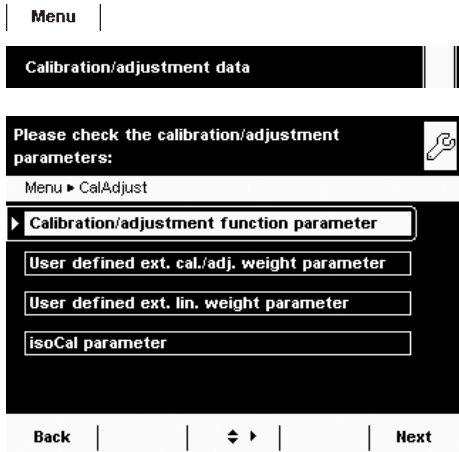 Menu
Calibration/adjustment data
Please check the calibration/adjustment
parameters:
Menu ▸ CalAdjust
Calibration/adjustment function parameter
User defined ext. cal./adj. weight parameter
User defined ext. lin. weight parameter
isoCal parameter
Back Next